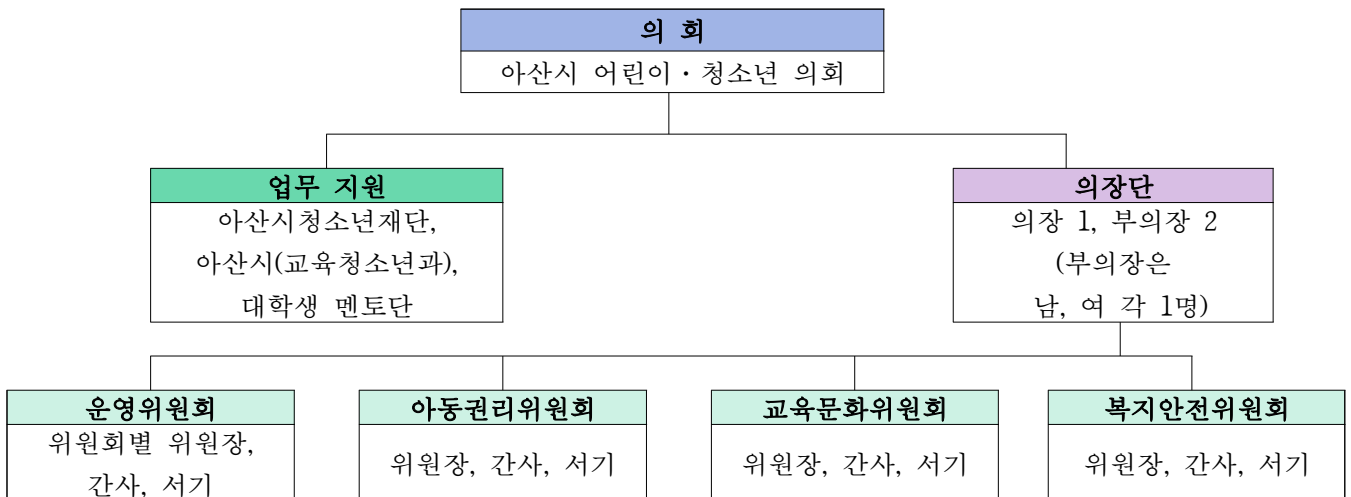 의 회
아산시 어린이・청소년 의회
업무 지원
아산시청소년재단,
아산시(교육청소년과),
대학생 멘토단
의장단
의장 1, 부의장 2
(부의장은
남, 여 각 1명)
운영위원회
위원회별 위원장,
간사, 서기
아동권리위원회
위원장, 간사, 서기
교육문화위원회
위원장, 간사, 서기
복지안전위원회
위원장, 간사, 서기